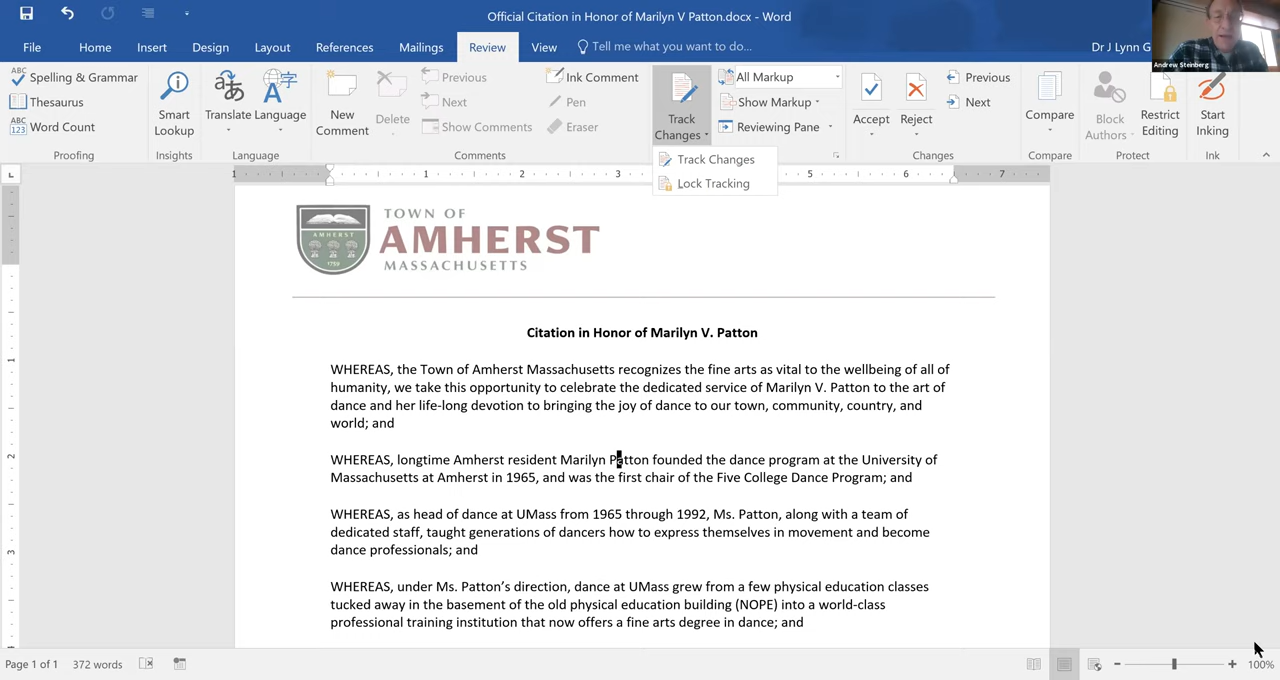 Official Citation in Honor of Marilyn V Patton.docx - Word
File Home Insert Design Layout References Mailings Review View Tell me what you want to do... Dr J Lynn G
Andrew Steinberg
Spelling & Grammar
Thesaurus
ABC
123 Word Count
Proofing
Smart
Lookup
Insights
Translate Language
Language
New
Comment
Delete
Previous
Next
Show Comments
Ink Comment
Pen
Eraser
Comments
Track
Changes
All Markup
Show Markup
Reviewing Pane
Track Changes
Lock Tracking
Accept Reject
Previous
Next
Changes
Compare
Compare
Block
Authors
Restrict
Editing
Protect
Start
Inking
Ink
1 1 2 3 5 6 7
TOWN OF
AMHERST
MASSACHUSETTS
1759
Citation in Honor of Marilyn V. Patton
WHEREAS, the Town of Amherst Massachusetts recognizes the fine arts as vital to the wellbeing of all of
humanity, we take this opportunity to celebrate the dedicated service of Marilyn V. Patton to the art of
dance and her life-long devotion to bringing the joy of dance to our town, community, country, and
world; and
WHEREAS, longtime Amherst resident Marilyn Patton founded the dance program at the University of
Massachusetts at Amherst in 1965, and was the first chair of the Five College Dance Program; and
WHEREAS, as head of dance at UMass from 1965 through 1992, Ms. Patton, along with a team of
dedicated staff, taught generations of dancers how to express themselves in movement and become
dance professionals; and
WHEREAS, under Ms. Patton's direction, dance at UMass grew from a few physical education classes
tucked away in the basement of the old physical education building (NOPE) into a world-class
professional training institution that now offers a fine arts degree in dance; and
1
2
3
Page 1 of 1 372 words 100%